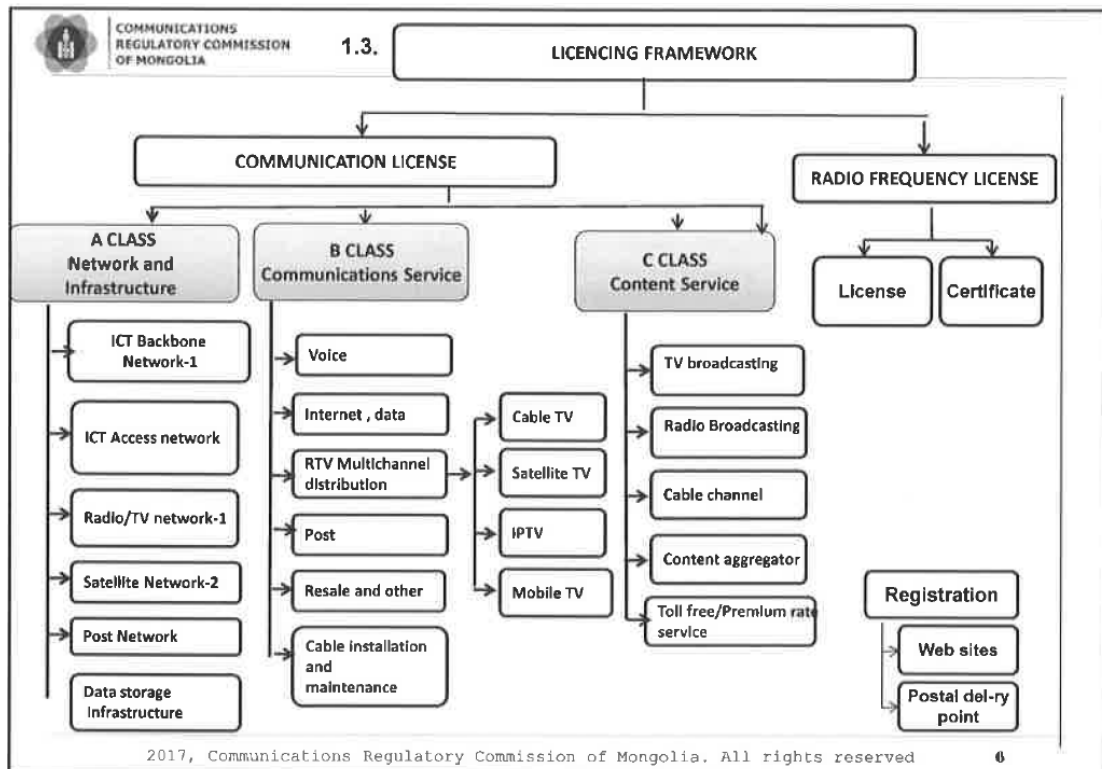 COMMUNICATIONS
REGULATORY COMMISSION
OF MONGOLIA
1.3.
LICENCING FRAMEWORK
COMMUNICATION LICENSE
RADIO FREQUENCY LICENSE
A CLASS
Network and
Infrastructure
B CLASS
Communications Service
C CLASS
Content Service
License
Certificate
ICT Backbone
Network-1
ICT Access network
Radio/TV network-1
Satellite Network-2
Post Network
Data storage
Infrastructure
Voice
Internet , data
RTV Multichannel
distribution
Post
Resale and other
Cable installation
and
maintenance
Cable TV
Satellite TV
IPTV
Mobile TV
TV broadcasting
Radio Broadcasting
Cable channel
Content aggregator
Toll free/Premium rate
service
Registration
Web sites
Postal del-ry
point
2017, Communications Regulatory Commission of Mongolia. All rights reserved
6